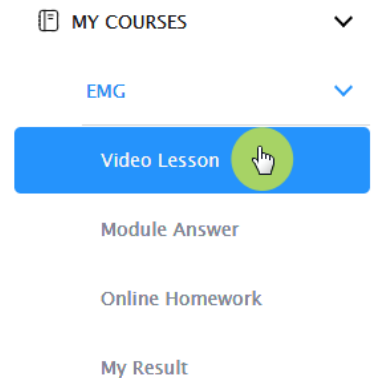 MY COURSES
EMG
Video Lesson
Module Answer
Online Homework
My Result